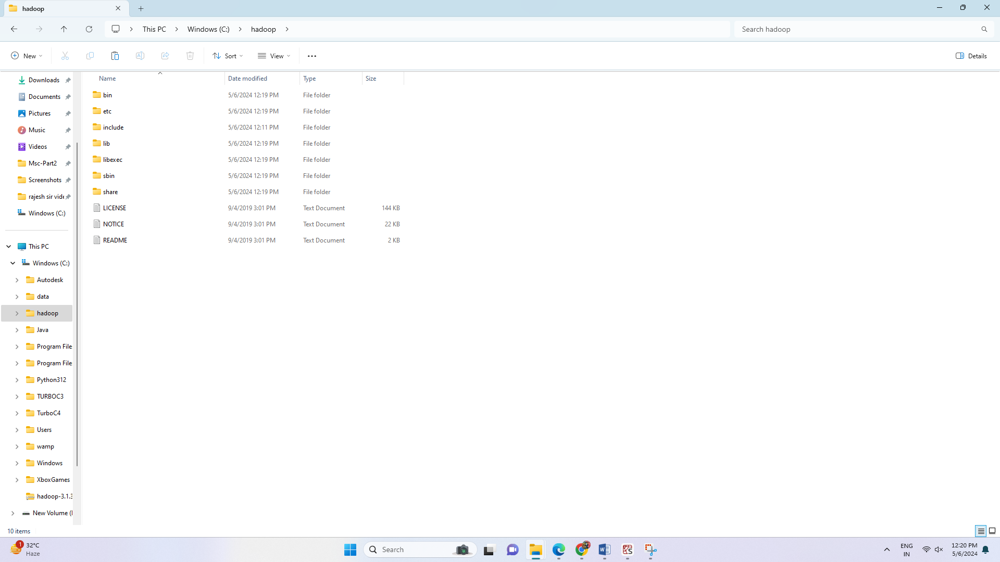 hadoop
This PC
Windows (C:)
hadoop
Search hadoop
New
Sort
View
Details
Downloads
Documents
Pictures
Music
Videos
Msc-Part2
Screenshots
rajesh sir vide
Windows (C:)
This PC
Windows (C:)
Autodesk
data
hadoop
Java
Program File
Program File
Python312
TURBOC3
TurboC4
Users
wamp
Windows
XboxGames
hadoop-3.1.3
New Volume (
Name Date modified Type Size
bin 5/6/2024 12:19 PM File folder
etc 5/6/2024 12:19 PM File folder
include 5/6/2024 12:11 PM File folder
lib 5/6/2024 12:19 PM File folder
libexec 5/6/2024 12:19 PM File folder
sbin 5/6/2024 12:19 PM File folder
share 5/6/2024 12:19 PM File folder
LICENSE 9/4/2019 3:01 PM Text Document 144 KB
NOTICE 9/4/2019 3:01 PM Text Document 22 KB
README 9/4/2019 3:01 PM Text Document 2 KB
10 items
1
32°C
Haze
Search
ENG
IN
12:20 PM
5/6/2024